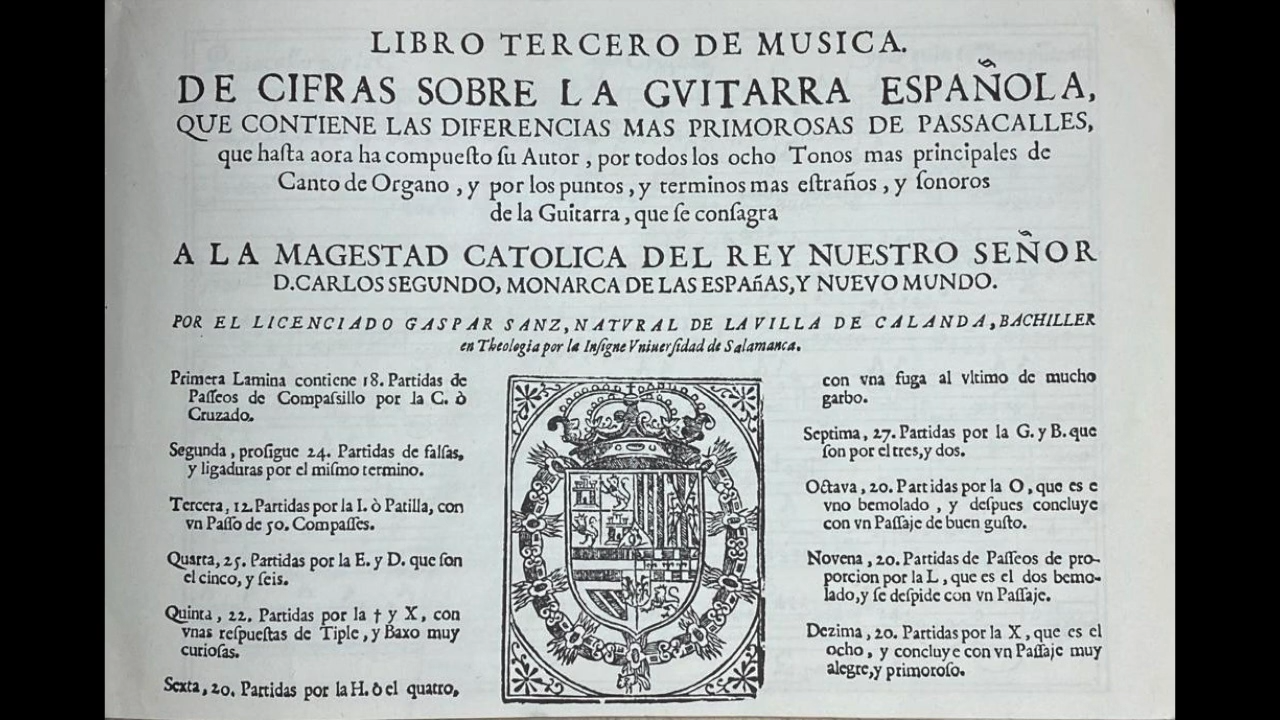 LIBRO TERCERO DE MUSICA.
DE CIFRAS SOBRE LA GVITARRA ESPAÑOLA,
QUE CONTIENE LAS DIFERENCIAS MAS PRIMOROSAS DE PASSACALLES,
que haſta aora ha compueſto ſu Autor, por todos los ocho Tonos mas principales de
Canto de Organo, y por los puntos, y terminos mas eſtraños, y ſonoros
de la Guitarra, que ſe conſagra
A LA MAGESTAD CATOLICA DEL REY NUESTRO SEÑOR
D. CARLOS SEGUNDO, MONARCA DE LAS ESPAñAS, Y NUEVO MUNDO.
POR EL LICENCIADO GASPAR SANZ, NATVRAL DE LA VILLA DE CALANDA, BACHILLER
en Theologia por la Inſigne Vniuerſidad de Salamanca.
Primera Lamina contiene 18. Partidas de
Paſſeos de Compaſsillo por la C. ò
Cruzado.
Segunda, proſigue 24. Partidas de falſas,
y ligaduras por el miſmo termino.
Tercera, 12. Partidas por la I. ò Patilla, con
vn Paſſo de 50. Compaſſes.
Quarta, 25. Partidas por la E. y D. que ſon
el cinco, y ſeis.
Quinta, 22. Partidas por la † y X, con
vnas reſpueſtas de Tiple, y Baxo muy
curioſas.
Sexta, 20. Partidas por la H. ò el quatro,
con vna fuga al vltimo de mucho
garbo.
Septima, 27. Partidas por la G. y B. que
ſon por el tres, y dos.
Octava, 20. Partidas por la O, que es e
vno bemolado, y deſpues concluye
con vn Paſſaje de buen guſto.
Novena, 20. Partidas de Paſſeos de pro-
porcion por la L, que es el dos bemo-
lado, y ſe deſpide con vn Paſſaje.
Dezima, 20. Partidas por la X, que es el
ocho, y concluye con vn Paſſaje muy
alegre, y primoroſo.